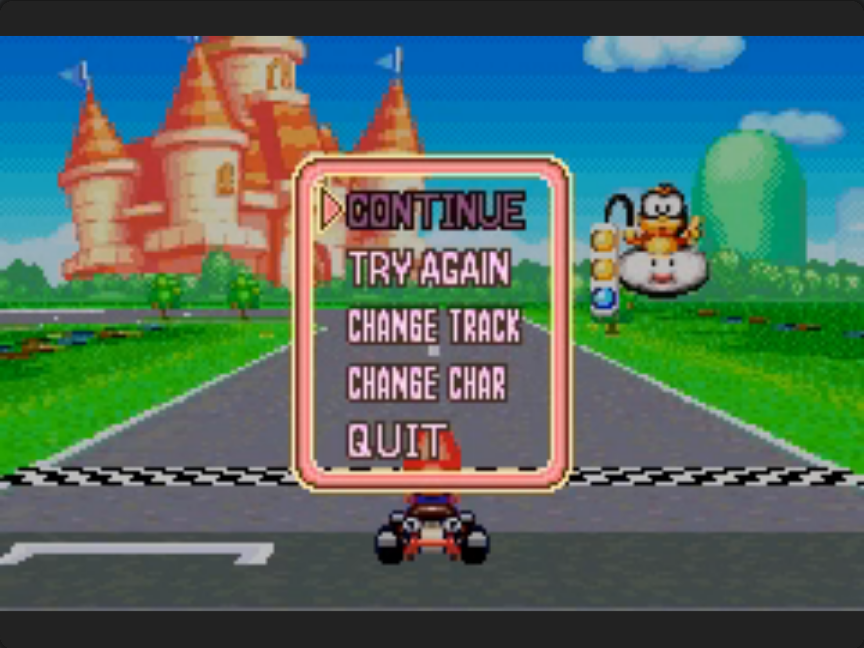 CONTINUE
TRY AGAIN
CHANGE TRACK
CHANGE CHAR
QUIT